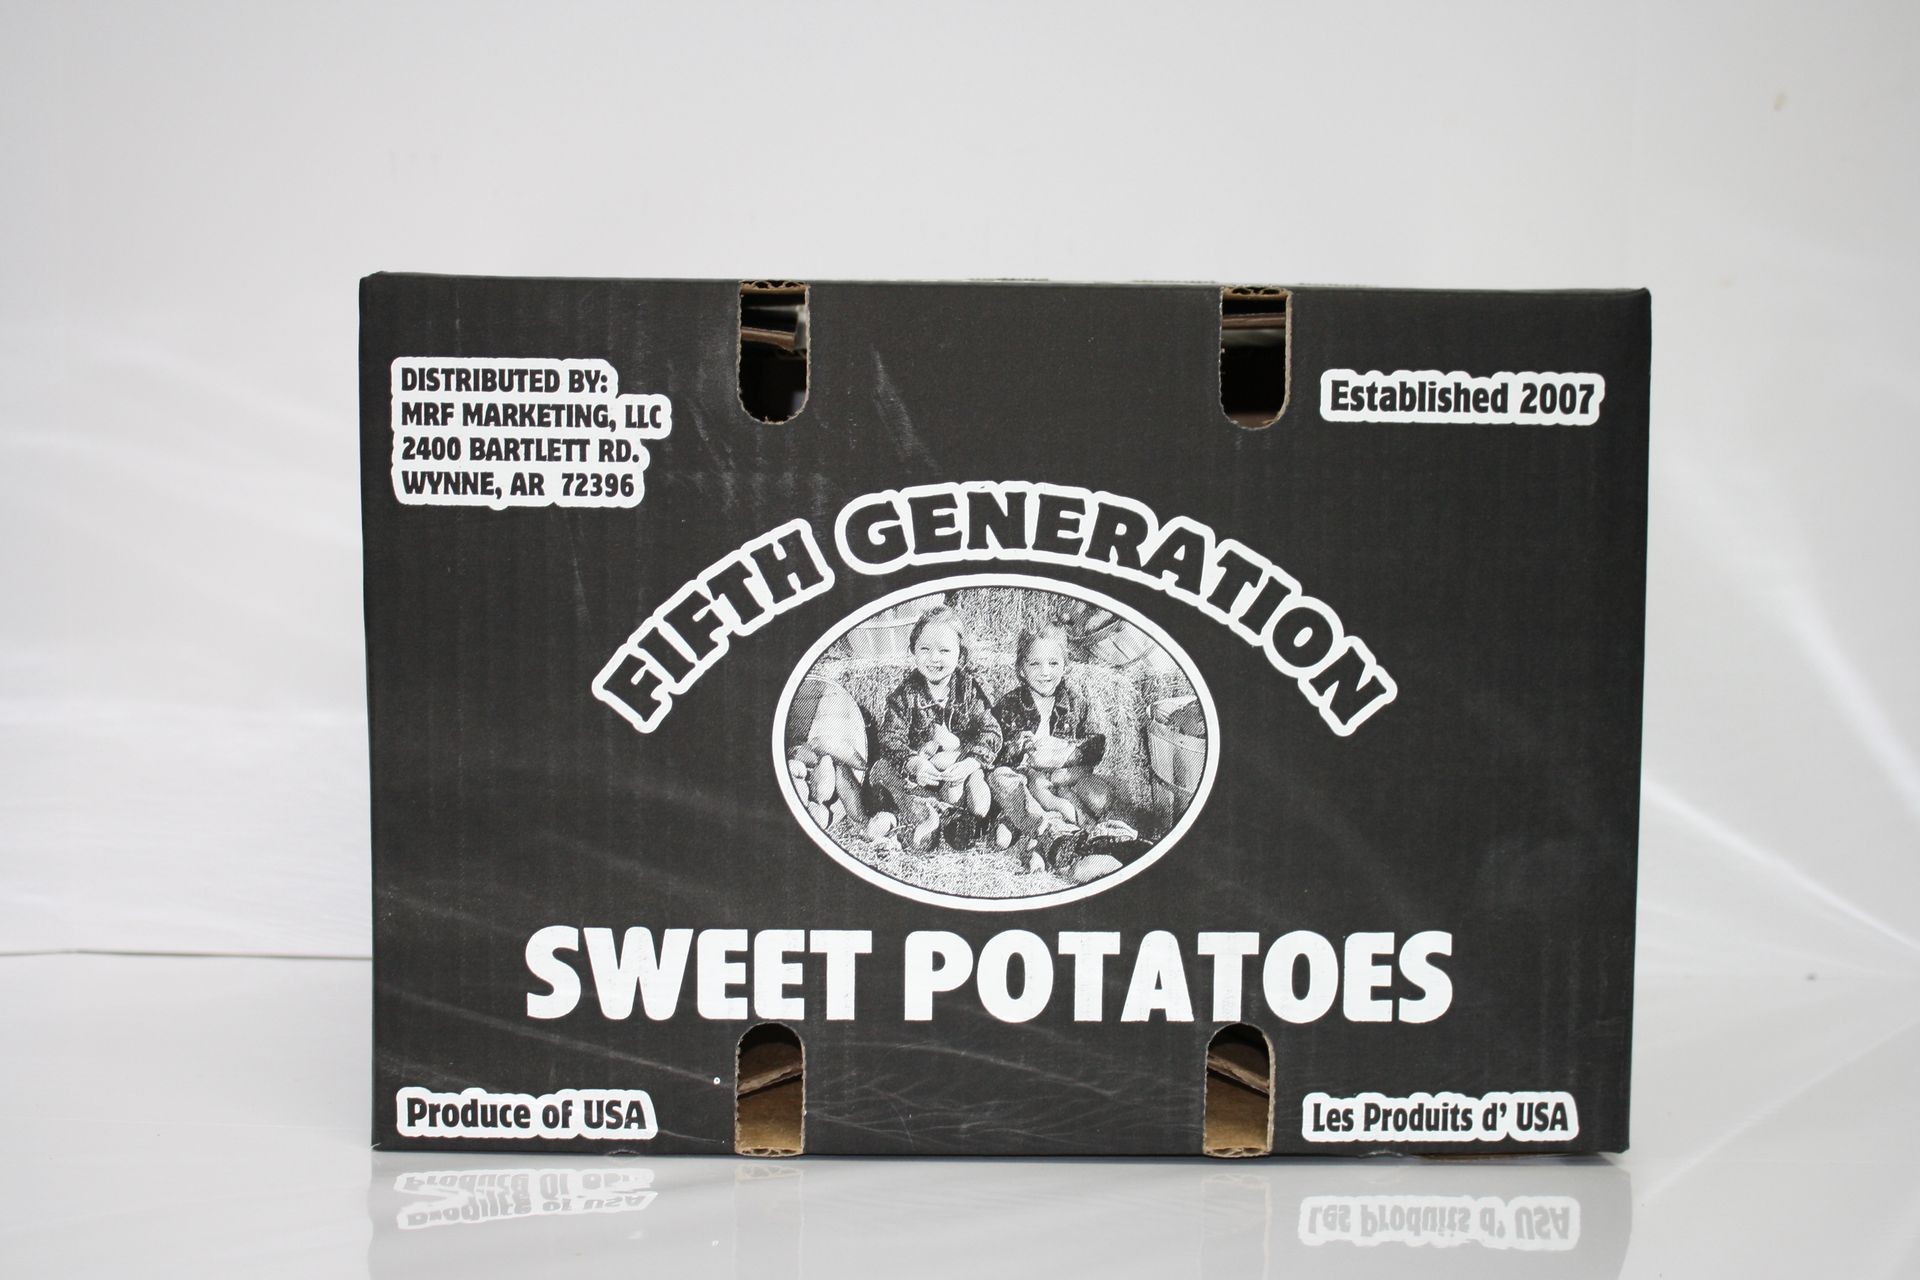 DISTRIBUTED BY:
MRF MARKETING, LLC
2400 BARTLETT RD.
WYNNE, AR 72396
Established 2007
FIFTH GENERATION
SWEET POTATOES
Produce of USA
Les Produits d' USA